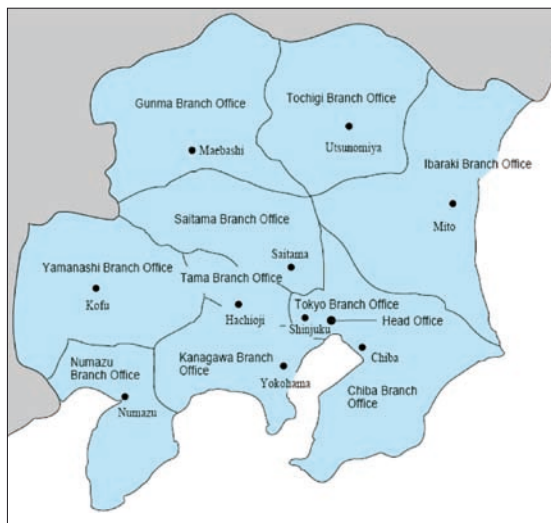 Gunma Branch Office
Maebashi
Tochigi Branch Office
Utsunomiya
Ibaraki Branch Office
Mito
Saitama Branch Office
Saitama
Yamanashi Branch Office
Kofu
Tama Branch Office
Hachioji
Tokyo Branch Office
Shinjuku
Head Office
Chiba
Chiba Branch
Office
Kanagawa Branch
Office
Yokohama
Numazu
Branch Office
Numazu